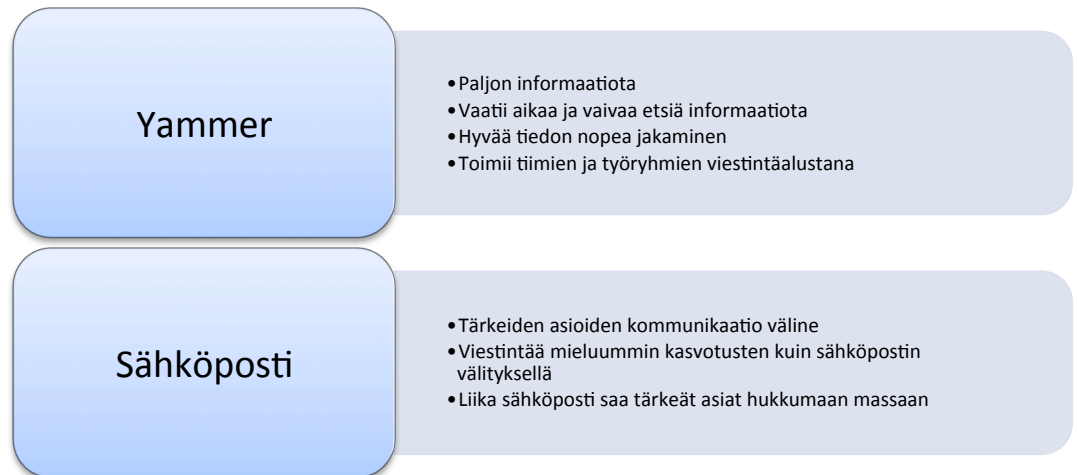 Yammer
•Paljon informaatiota
•Vaatii aikaa ja vaivaa etsiä informaatiota
•Hyvää tiedon nopea jakaminen
•Toimii tiimien ja työryhmien viestintäalustana
Sähköposti
•Tärkeiden asioiden kommunikaatio väline
•Viestintää mieluummin kasvotusten kuin sähköpostin
välityksellä
•Liika sähköposti saa tärkeät asiat hukkumaan massaan